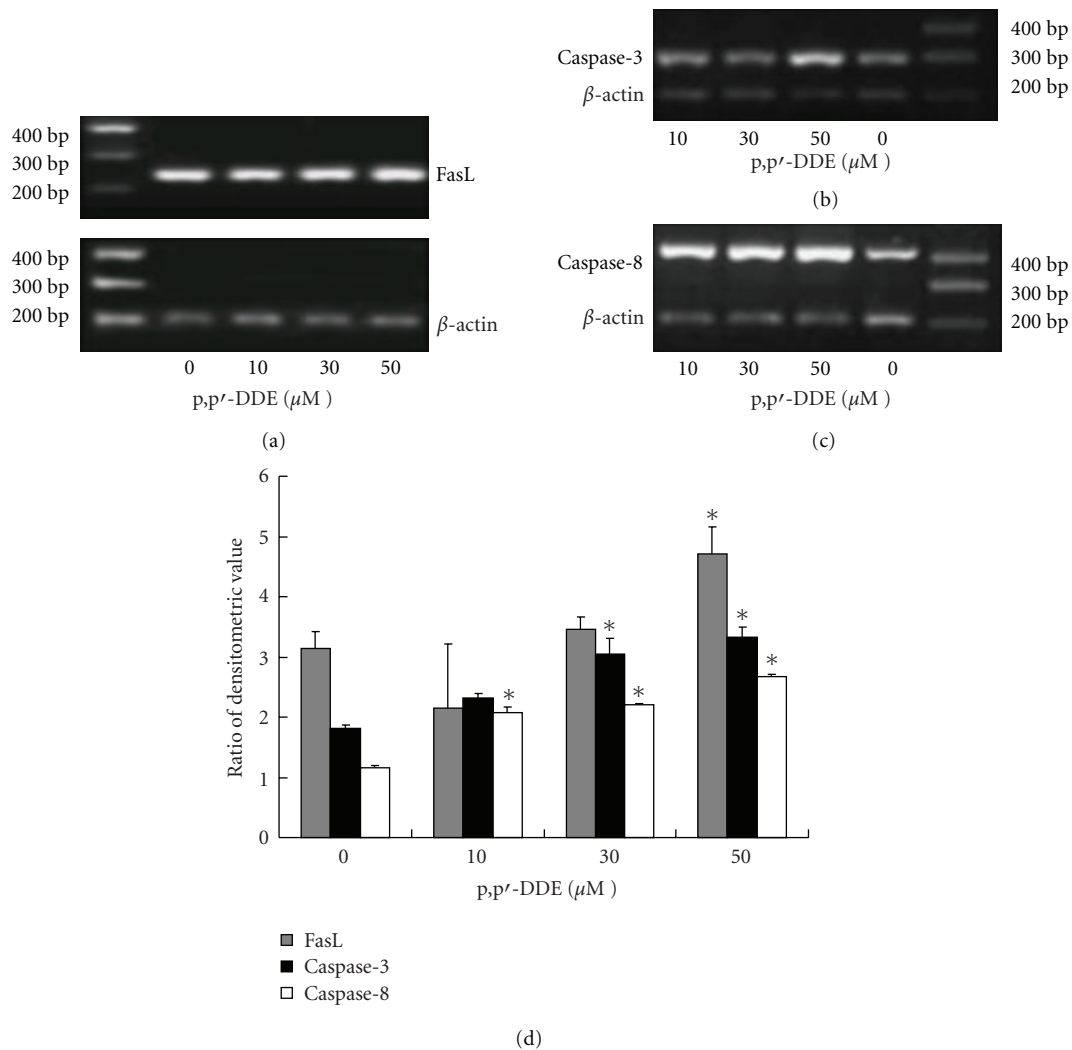 400 bp
300 bp
200 bp
FasL
400 bp
300 bp
200 bp
β-actin
0 10 30 50
p,p′-DDE (μM )
(a)
Caspase-3
β-actin
400 bp
300 bp
200 bp
10 30 50 0
p,p′-DDE (μM )
(b)
Caspase-8
β-actin
400 bp
300 bp
200 bp
10 30 50 0
p,p′-DDE (μM )
(c)
Ratio of densitometric value
6
5
4
3
2
1
0
* * * * * *
0 10 30 50
p,p′-DDE (μM )
FasL
Caspase-3
Caspase-8
(d)